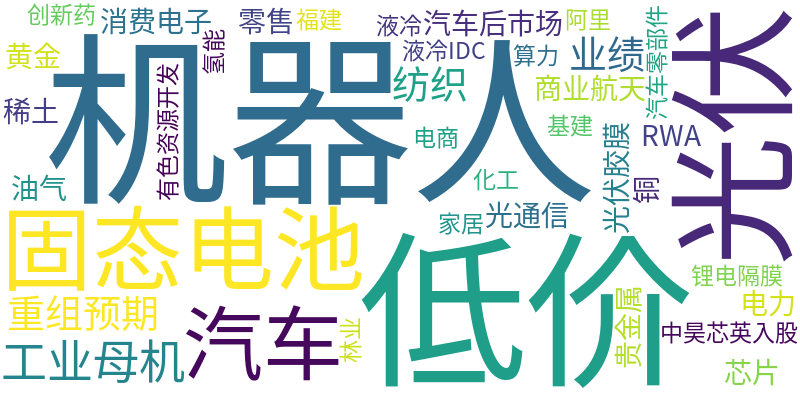 创新药
消费电子
零售
福建
液冷
汽车后市场
阿里
汽车零部件
光伏
黄金
氢能
机器人
液冷IDC
算力
业绩
稀土
有色资源开发
纺织
商业航天
电商
基建
RWA
油气
化工
光伏胶膜
铜
固态电池
家居
光通信
低价
锂电隔膜
重组预期
汽车
林业
贵金属
电力
中昊芯英入股
工业母机
芯片